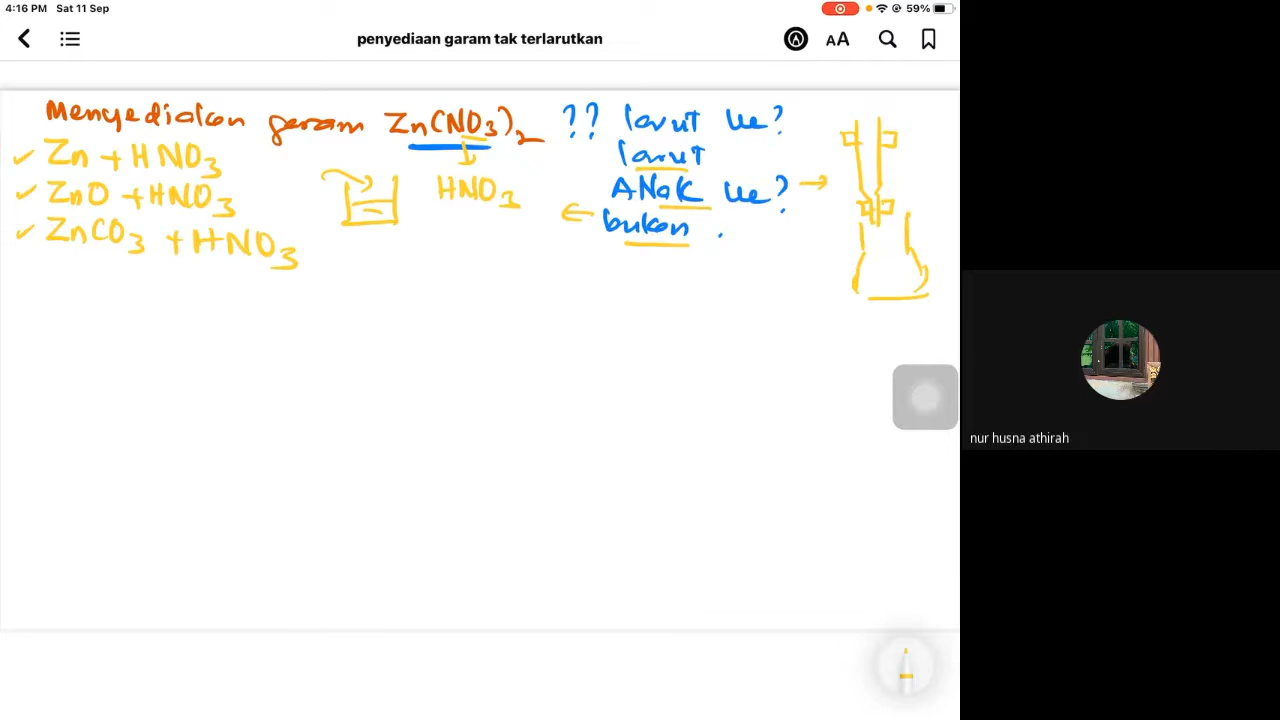 4:16 PM Sat 11 Sep
59%
penyediaan garam tak terlarutkan
AA
Menyediakan garam Zn(NO3)2 ?? larut ke?
Zn + HNO3
larut
ZnO + HNO3
HNO3
ANaK ke?
ZnCO3 + HNO3
bukan.
nur husna athirah